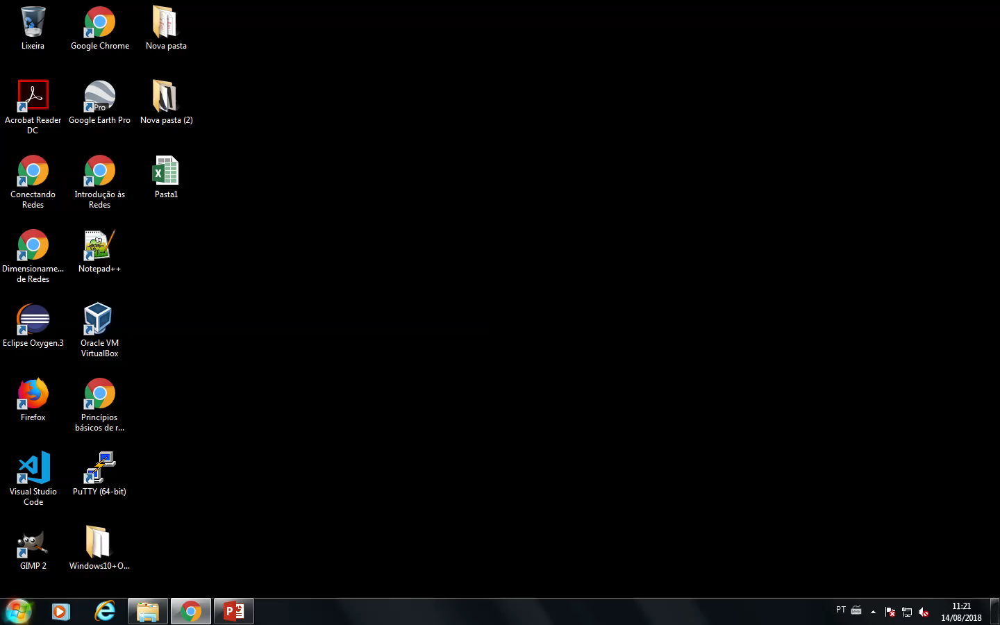 Lixeira
Google Chrome
Nova pasta
Acrobat Reader
DC
Pro
Google Earth Pro
Nova pasta (2)
Conectando
Redes
Introdução às
Redes
X
Pasta1
Dimensioname...
de Redes
Notepad++
Eclipse Oxygen.3
Oracle VM
VirtualBox
Firefox
Princípios
básicos de r...
Visual Studio
Code
PuTTY (64-bit)
GIMP 2
Windows10+O...
P
PT
11:21
14/08/2018